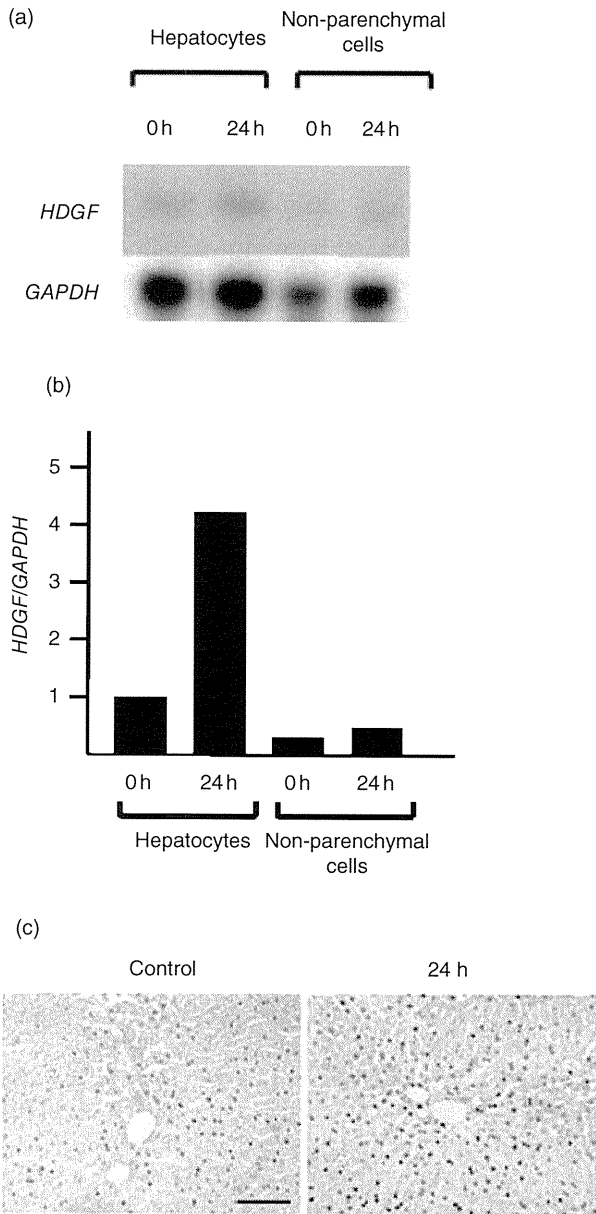 (a)
Hepatocytes
Non-parenchymal
cells
0 h
24 h
0 h
24 h
HDGF
GAPDH
(b)
HDGF/GAPDH
5
4
3
2
1
0 h
24 h
0 h
24 h
Hepatocytes
Non-parenchymal
cells
(c)
Control
24 h